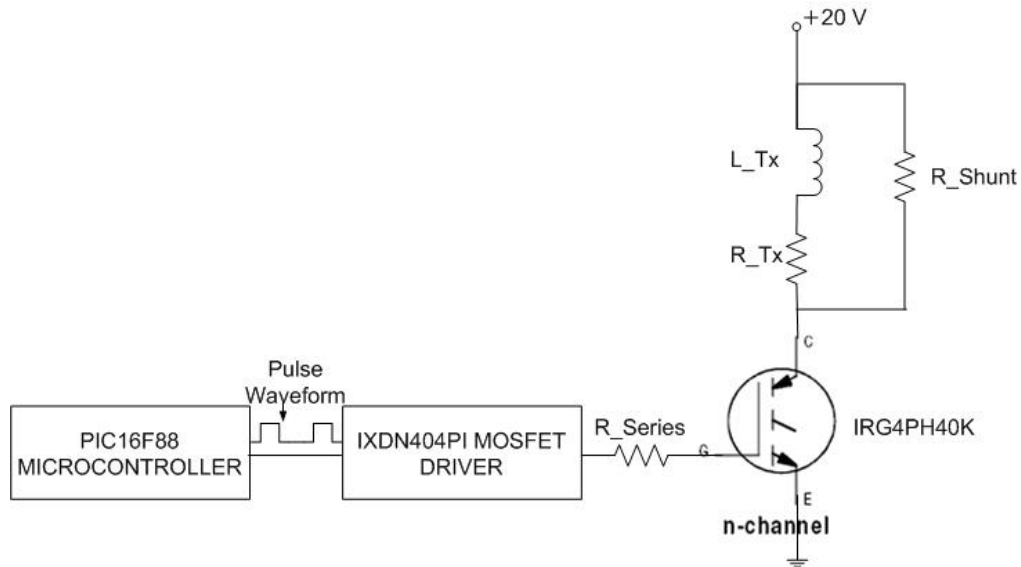 +20 V
L_Tx
R_Shunt
R_Tx
C
Pulse
Waveform
PIC16F88
MICROCONTROLLER
IXDN404PI MOSFET
DRIVER
R_Series
G
IRG4PH40K
E
n-channel